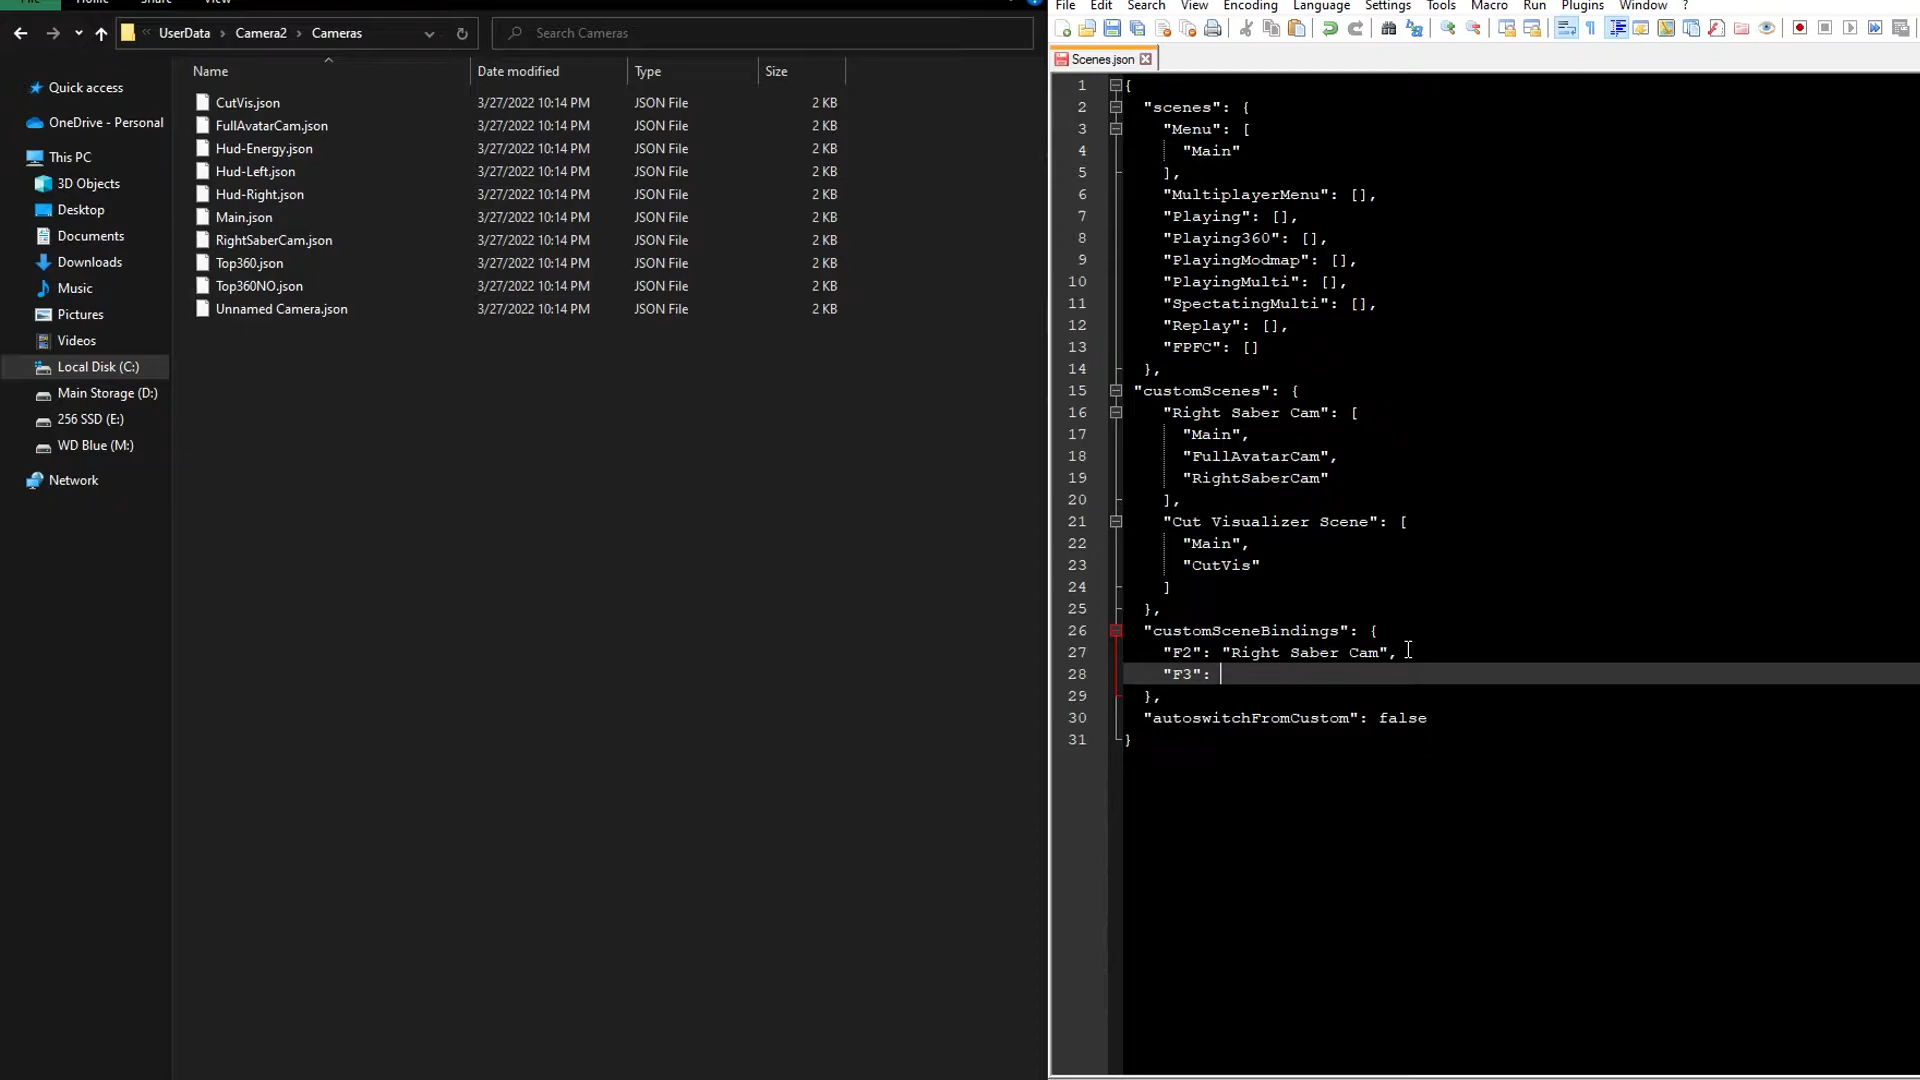 File Home Share View
UserData Camera2 Cameras
Search Cameras
Name Date modified Type Size
Quick access
OneDrive - Personal
This PC
3D Objects
Desktop
Documents
Downloads
Music
Pictures
Videos
Local Disk (C:)
Main Storage (D:)
256 SSD (E:)
WD Blue (M:)
Network
CutVis.json 3/27/2022 10:14 PM JSON File 2 KB
FullAvatarCam.json 3/27/2022 10:14 PM JSON File 2 KB
Hud-Energy.json 3/27/2022 10:14 PM JSON File 2 KB
Hud-Left.json 3/27/2022 10:14 PM JSON File 2 KB
Hud-Right.json 3/27/2022 10:14 PM JSON File 2 KB
Main.json 3/27/2022 10:14 PM JSON File 2 KB
RightSaberCam.json 3/27/2022 10:14 PM JSON File 2 KB
Top360.json 3/27/2022 10:14 PM JSON File 2 KB
Top360NO.json 3/27/2022 10:14 PM JSON File 2 KB
Unnamed Camera.json 3/27/2022 10:14 PM JSON File 2 KB
File Edit Search View Encoding Language Settings Tools Macro Run Plugins Window ?
Scenes.json
1 {
2 "scenes": {
3 "Menu": [
4 "Main"
5 ],
6 "MultiplayerMenu": [],
7 "Playing": [],
8 "Playing360": [],
9 "PlayingModmap": [],
10 "PlayingMulti": [],
11 "SpectatingMulti": [],
12 "Replay": [],
13 "FPFC": []
14 },
15 "customScenes": {
16 "Right Saber Cam": [
17 "Main",
18 "FullAvatarCam",
19 "RightSaberCam"
20 ],
21 "Cut Visualizer Scene": [
22 "Main",
23 "CutVis"
24 ]
25 },
26 "customSceneBindings": {
27 "F2": "Right Saber Cam",
28 "F3":
29 },
30 "autoswitchFromCustom": false
31 }